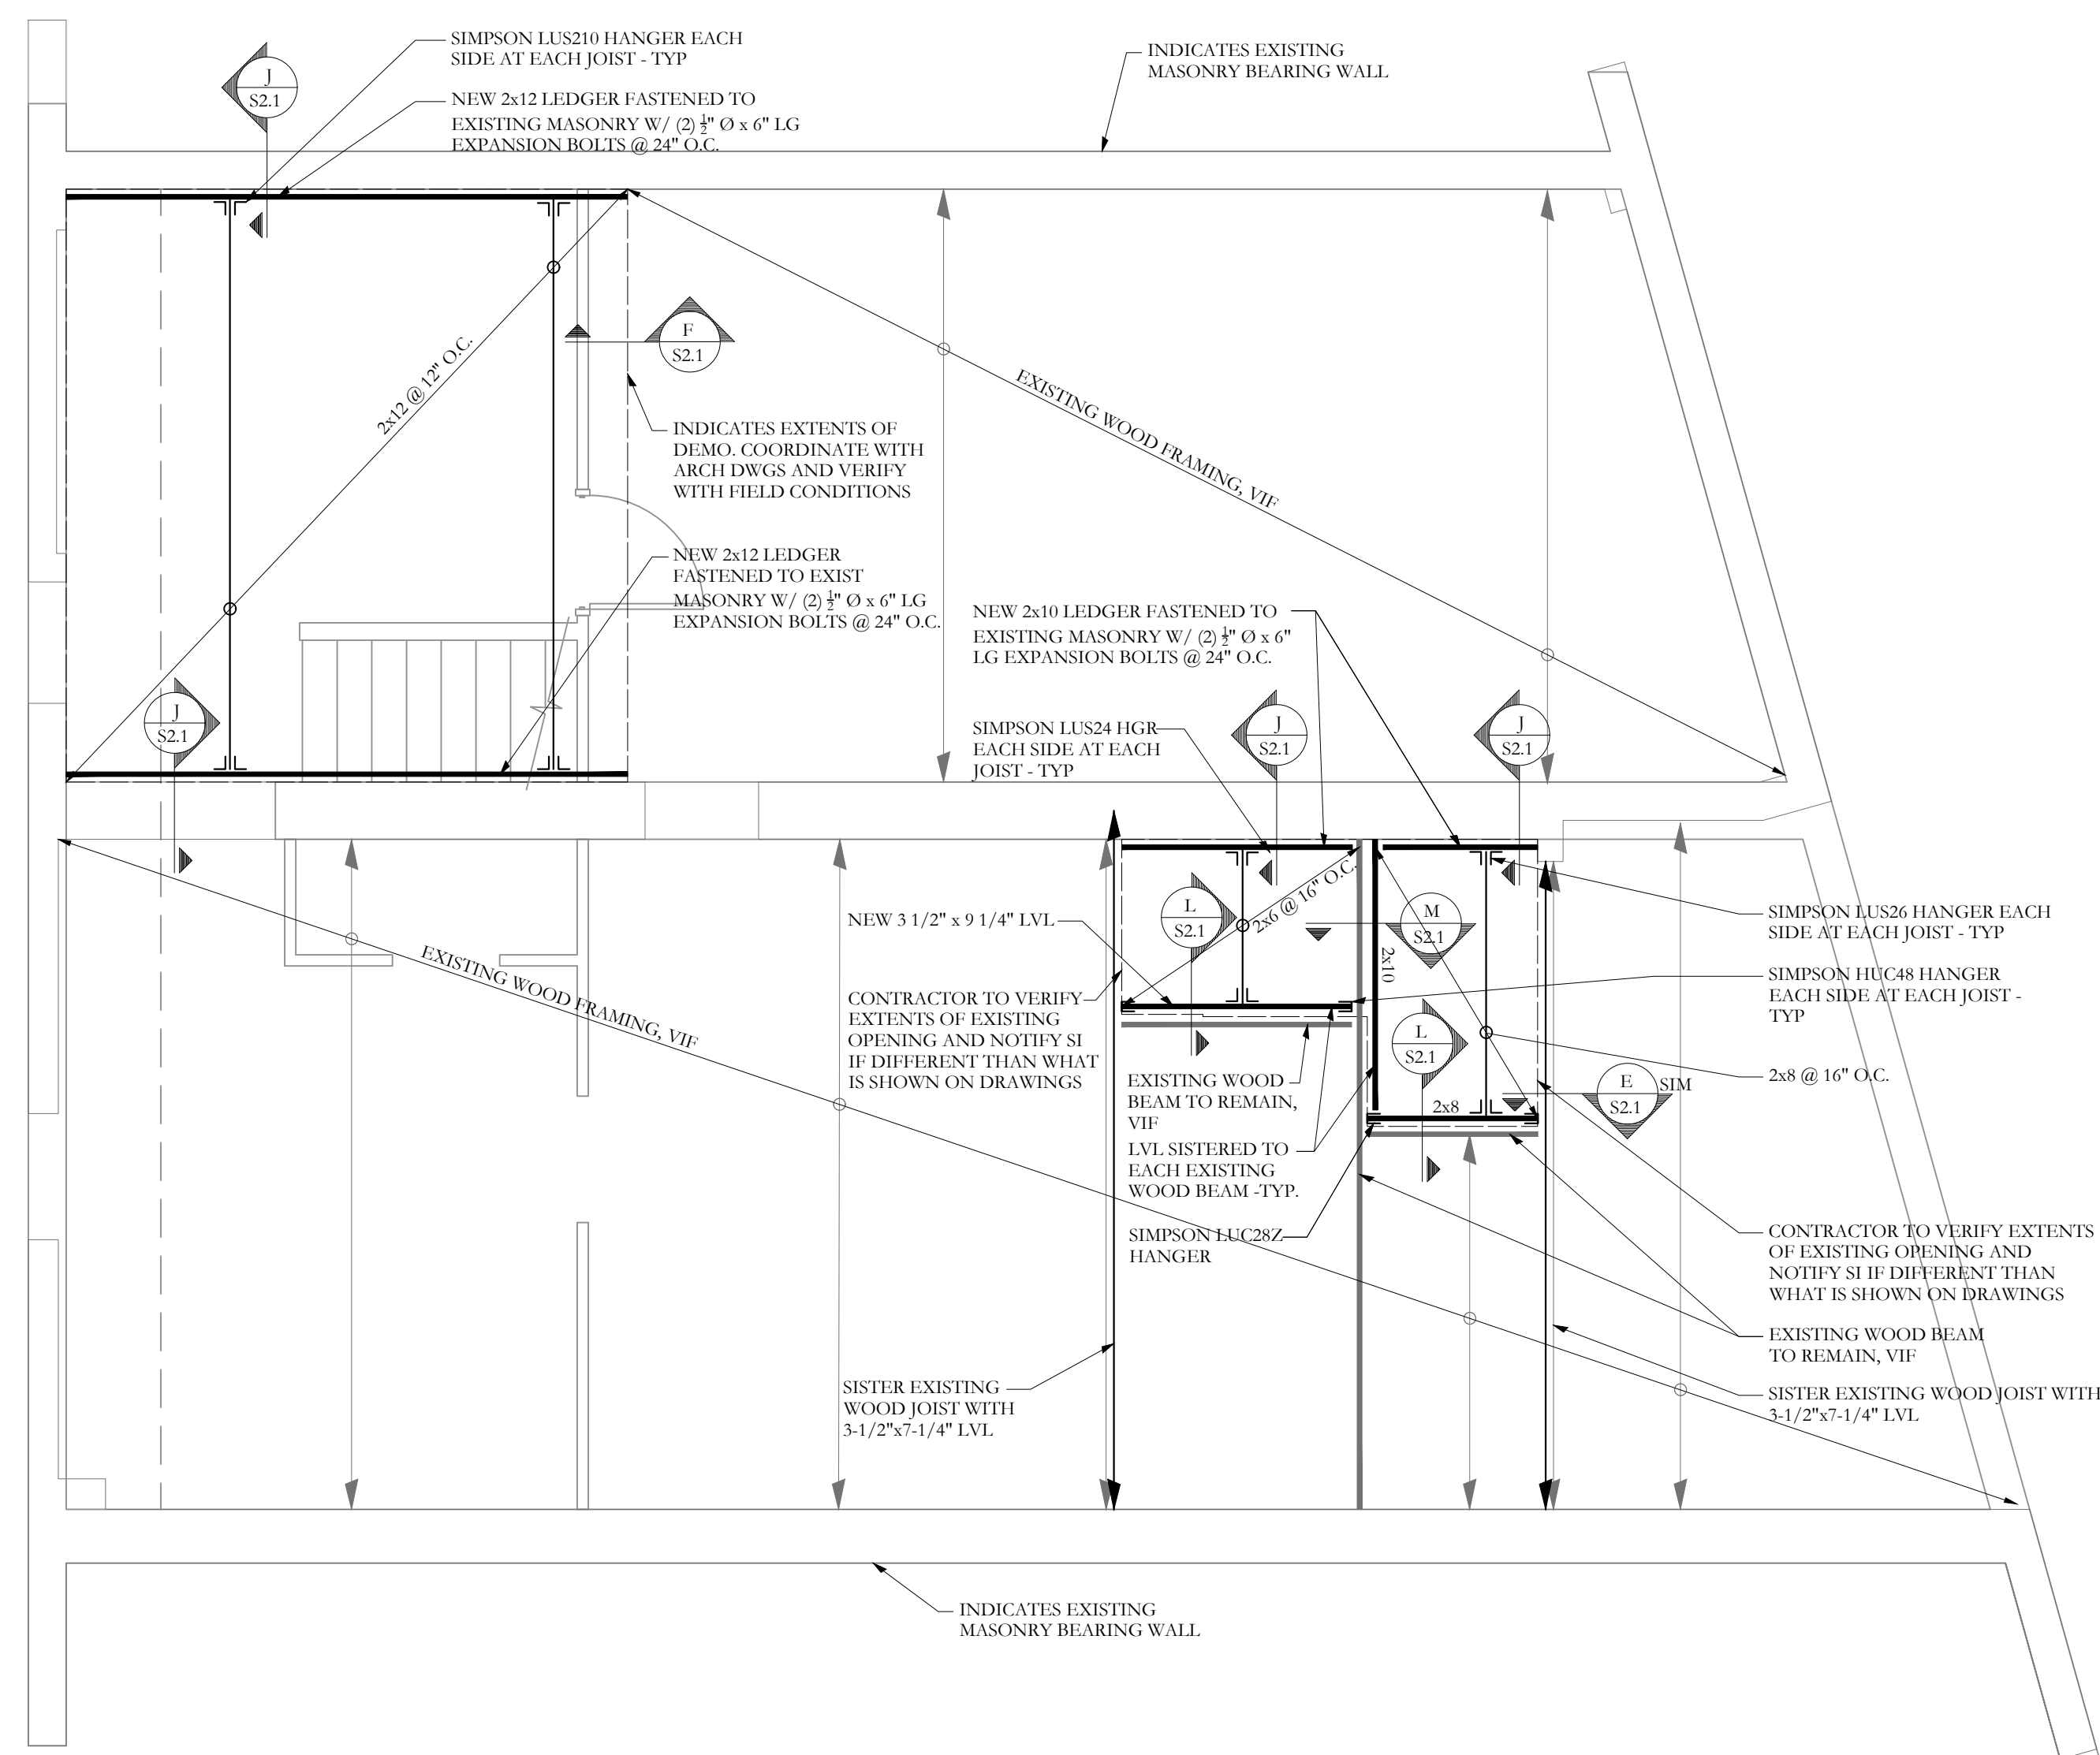 SIMPSON LUS210 HANGER EACH
SIDE AT EACH JOIST - TYP
J
S2.1
NEW 2x12 LEDGER FASTENED TO
EXISTING MASONRY W/ (2) ½" Ø x 6" LG
EXPANSION BOLTS @ 24" O.C.
INDICATES EXISTING
MASONRY BEARING WALL
2x12 @ 12" O.C.
F
S2.1
EXISTING WOOD FRAMING, VIF
INDICATES EXTENTS OF
DEMO. COORDINATE WITH
ARCH DWGS AND VERIFY
WITH FIELD CONDITIONS
NEW 2x12 LEDGER
FASTENED TO EXIST
MASONRY W/ (2) ½" Ø x 6" LG
EXPANSION BOLTS @ 24" O.C.
NEW 2x10 LEDGER FASTENED TO
EXISTING MASONRY W/ (2) ½" Ø x 6"
LG EXPANSION BOLTS @ 24" O.C.
J
S2.1
SIMPSON LUS24 HGR
EACH SIDE AT EACH
JOIST - TYP
J
S2.1
J
S2.1
EXISTING WOOD FRAMING, VIF
NEW 3 1/2" x 9 1/4" LVL
L
S2.1
2x6 @ 16" O.C.
M
S2.1
2x10
SIMPSON LUS26 HANGER EACH
SIDE AT EACH JOIST - TYP
SIMPSON HUC48 HANGER
EACH SIDE AT EACH JOIST -
TYP
CONTRACTOR TO VERIFY
EXTENTS OF EXISTING
OPENING AND NOTIFY SI
IF DIFFERENT THAN WHAT
IS SHOWN ON DRAWINGS
L
S2.1
2x8 @ 16" O.C.
EXISTING WOOD
BEAM TO REMAIN,
VIF
2x8
E
S2.1
SIM
LVL SISTERED TO
EACH EXISTING
WOOD BEAM -TYP.
SIMPSON LUC28Z
HANGER
CONTRACTOR TO VERIFY EXTENTS
OF EXISTING OPENING AND
NOTIFY SI IF DIFFERENT THAN
WHAT IS SHOWN ON DRAWINGS
EXISTING WOOD BEAM
TO REMAIN, VIF
SISTER EXISTING
WOOD JOIST WITH
3-1/2"x7-1/4" LVL
SISTER EXISTING WOOD JOIST WITH
3-1/2"x7-1/4" LVL
INDICATES EXISTING
MASONRY BEARING WALL